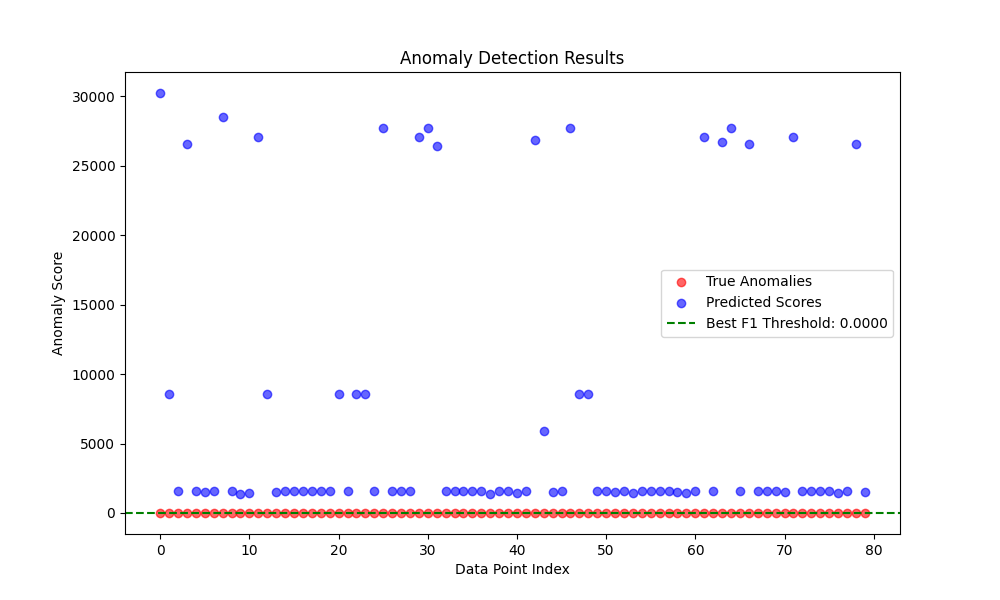 Anomaly Detection Results
30000
25000
20000
15000
10000
5000
0
Anomaly Score
True Anomalies
Predicted Scores
Best F1 Threshold: 0.0000
0 10 20 30 40 50 60 70 80
Data Point Index